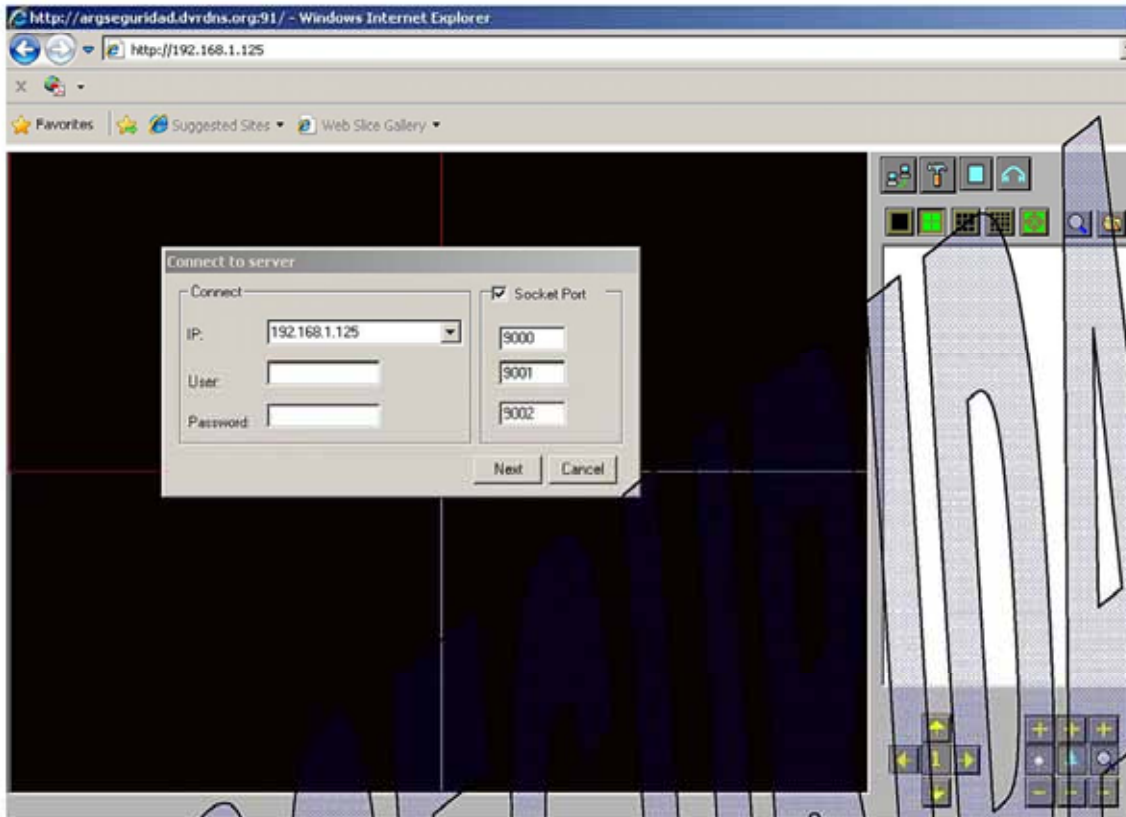 http://argseguridad.dvrdns.org:91/ - Windows Internet Explorer
http://192.168.1.125
x
Favorites Suggested Sites Web Slice Gallery
Connect to server
Connect
Socket Port
IP: 192.168.1.125 9000
User: 9001
Password: 9002
Next Cancel
1